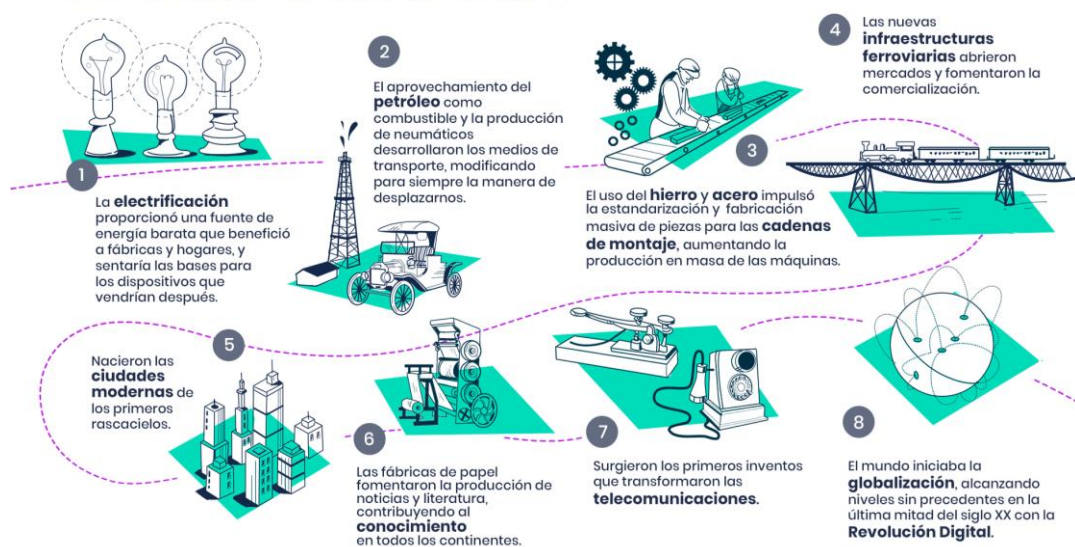 1
La electrificación
proporcionó una fuente de
energía barata que benefició
a fábricas y hogares, y
sentaría las bases para
los dispositivos que
vendrían después.
2
El aprovechamiento del
petróleo como
combustible y la producción
de neumáticos
desarrollaron los medios de
transporte, modificando
para siempre la manera de
desplazarnos.
3
El uso del hierro y acero impulsó
la estandarización y fabricación
masiva de piezas para las cadenas
de montaje, aumentando la
producción en masa de las máquinas.
4
Las nuevas
infraestructuras
ferroviarias abrieron
mercados y fomentaron la
comercialización.
5
Nacieron las
ciudades
modernas de
los primeros
rascacielos.
6
Las fábricas de papel
fomentaron la producción de
noticias y literatura,
contribuyendo al
conocimiento
en todos los continentes.
7
Surgieron los primeros inventos
que transformaron las
telecomunicaciones.
8
El mundo iniciaba la
globalización, alcanzando
niveles sin precedentes en la
última mitad del siglo XX con la
Revolución Digital.